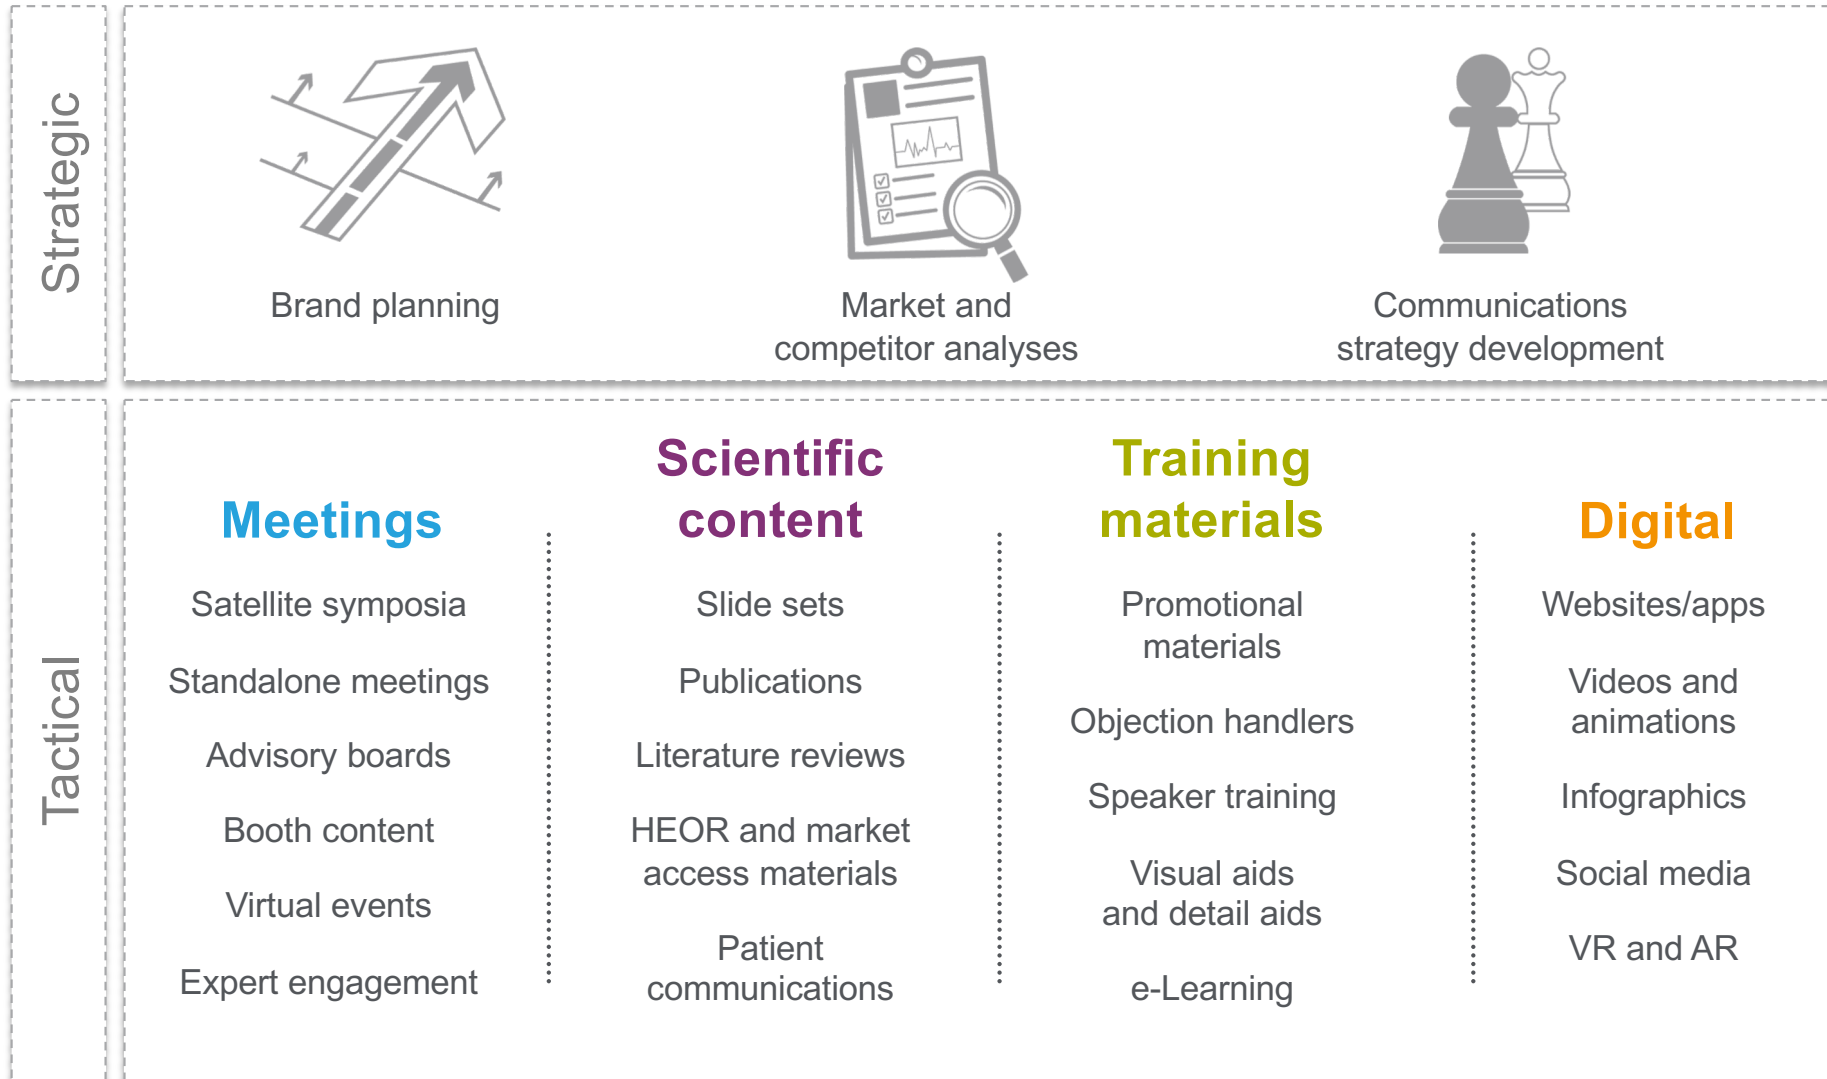 Strategic
Brand planning
Market and
competitor analyses
Communications
strategy development
Tactical
Meetings
Satellite symposia
Standalone meetings
Advisory boards
Booth content
Virtual events
Expert engagement
Scientific
content
Slide sets
Publications
Literature reviews
HEOR and market
access materials
Patient
communications
Training
materials
Promotional
materials
Objection handlers
Speaker training
Visual aids
and detail aids
e-Learning
Digital
Websites/apps
Videos and
animations
Infographics
Social media
VR and AR